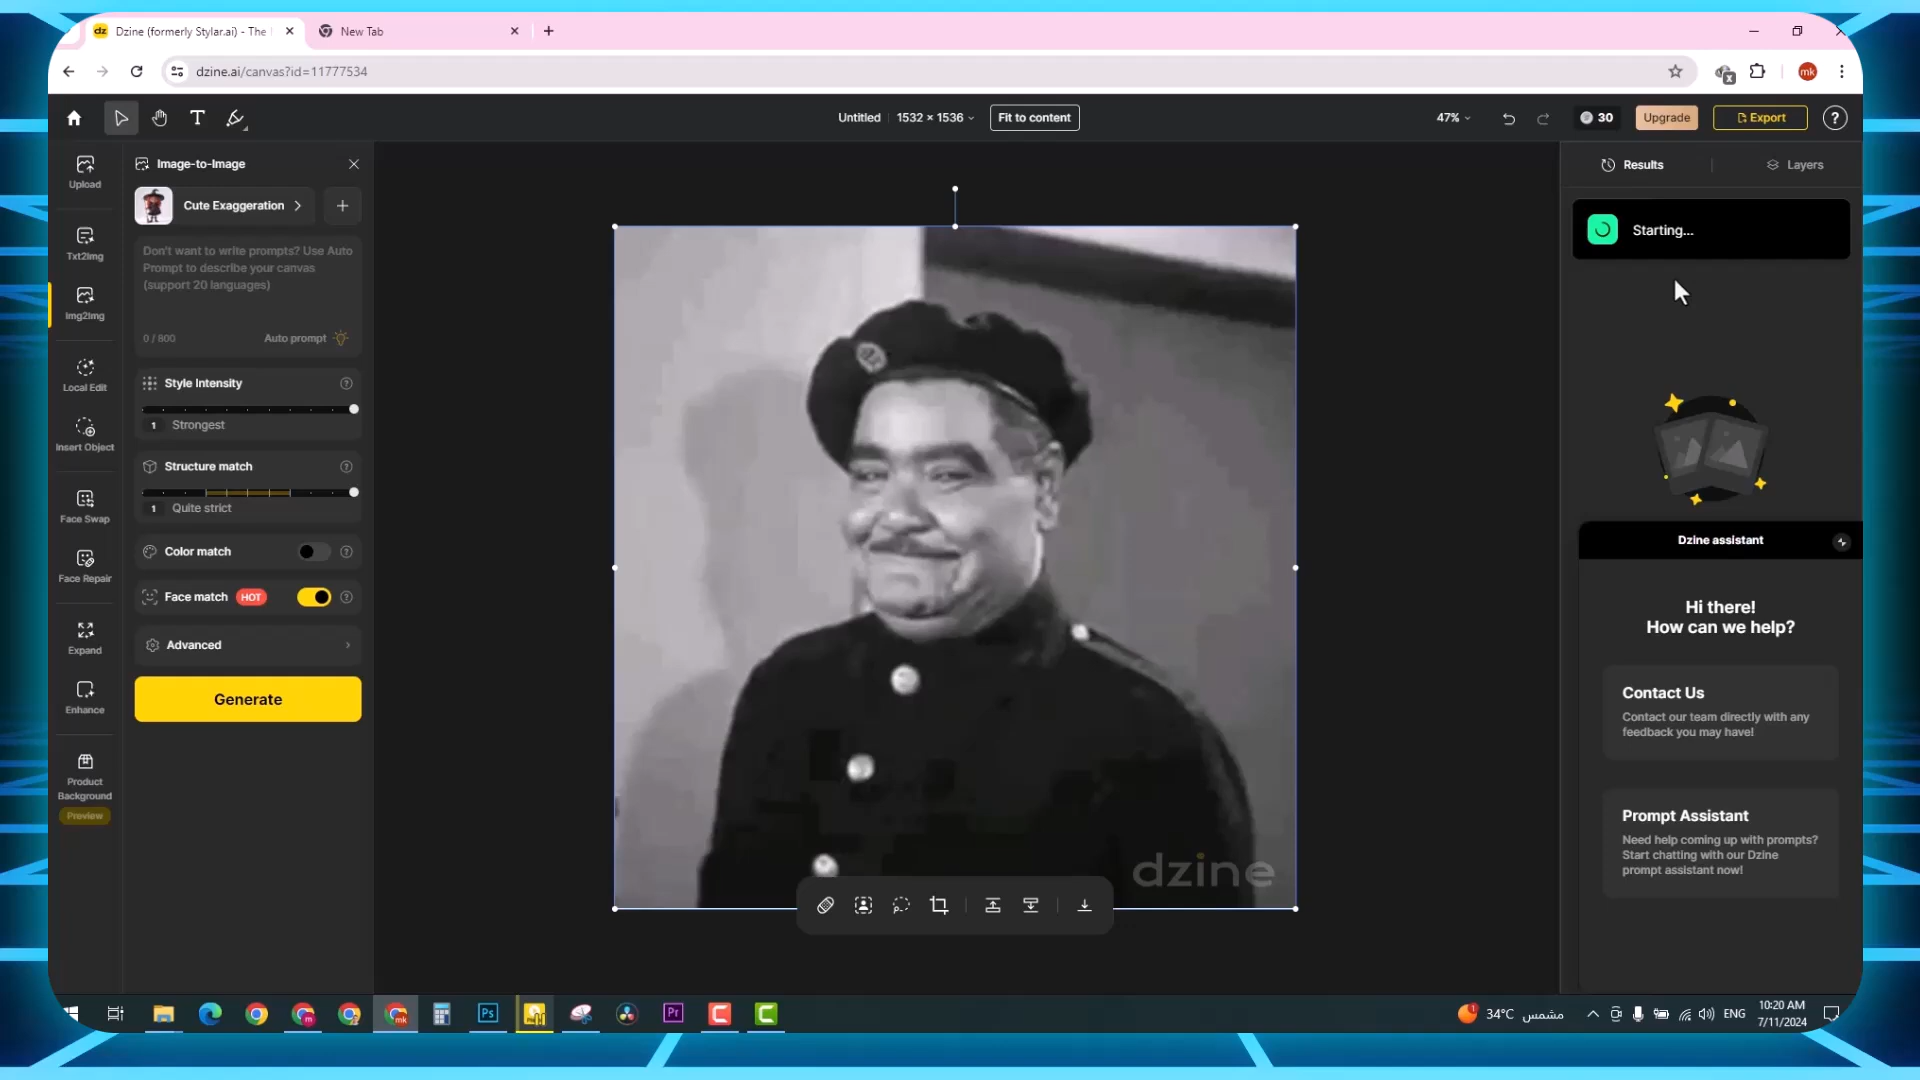 dz Dzine (formerly Stylar.ai) - The
New Tab
dzine.ai/canvas?id=11777534
mk
Untitled 1532 × 1536 Fit to content
47% 30 Upgrade Export ?
Upload
Txt2Img
Img2Img
Local Edit
Insert Object
Face Swap
Face Repair
Expand
Enhance
Product
Background
Preview
Image-to-Image
Cute Exaggeration
Don't want to write prompts? Use Auto
Prompt to describe your canvas
(support 20 languages)
0 / 800 Auto prompt
Style Intensity
1 Strongest
Structure match
1 Quite strict
Color match
Face match HOT
Advanced
Generate
dzine
Results Layers
Starting...
Dzine assistant
Hi there!
How can we help?
Contact Us
Contact our team directly with any
feedback you may have!
Prompt Assistant
Need help coming up with prompts?
Start chatting with our Dzine
prompt assistant now!
Ps Pr
34°C مشمس ENG
10:20 AM
7/11/2024